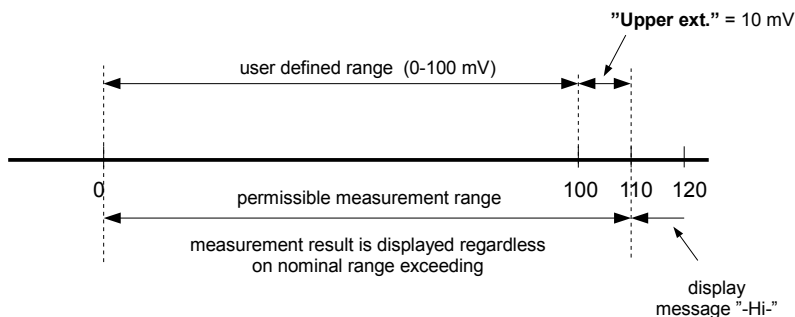 "Upper ext." = 10 mV
user defined range (0-100 mV)
0
100
110
120
permissible measurement range
measurement result is displayed regardless
on nominal range exceeding
display
message "-Hi-"